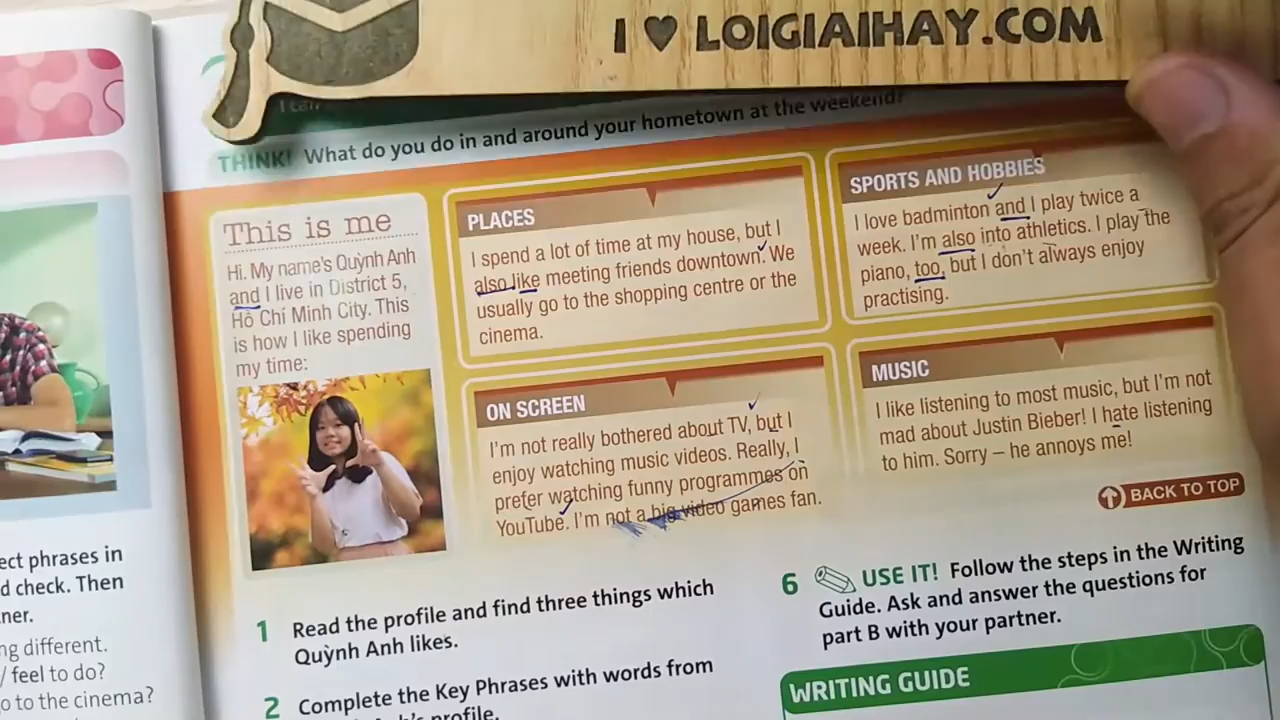 I ♥ LOIGIAIHAY.COM
I can
THINK! What do you do in and around your hometown at the weekend?
This is me
Hi. My name's Quỳnh Anh
and I live in District 5,
Hồ Chí Minh City. This
is how I like spending
my time:
PLACES
I spend a lot of time at my house, but I
also like meeting friends downtown. We
usually go to the shopping centre or the
cinema.
SPORTS AND HOBBIES
I love badminton and I play twice a
week. I'm also into athletics. I play the
piano, too, but I don't always enjoy
practising.
ON SCREEN
I'm not really bothered about TV, but I
enjoy watching music videos. Really, I
prefer watching funny programmes on
YouTube. I'm not a big video games fan.
MUSIC
I like listening to most music, but I'm not
mad about Justin Bieber! I hate listening
to him. Sorry – he annoys me!
BACK TO TOP
ect phrases in
d check. Then
ner.
ng different.
/ feel to do?
o to the cinema?
1 Read the profile and find three things which
Quỳnh Anh likes.
2 Complete the Key Phrases with words from
profile.
6 USE IT! Follow the steps in the Writing
Guide. Ask and answer the questions for
part B with your partner.
WRITING GUIDE